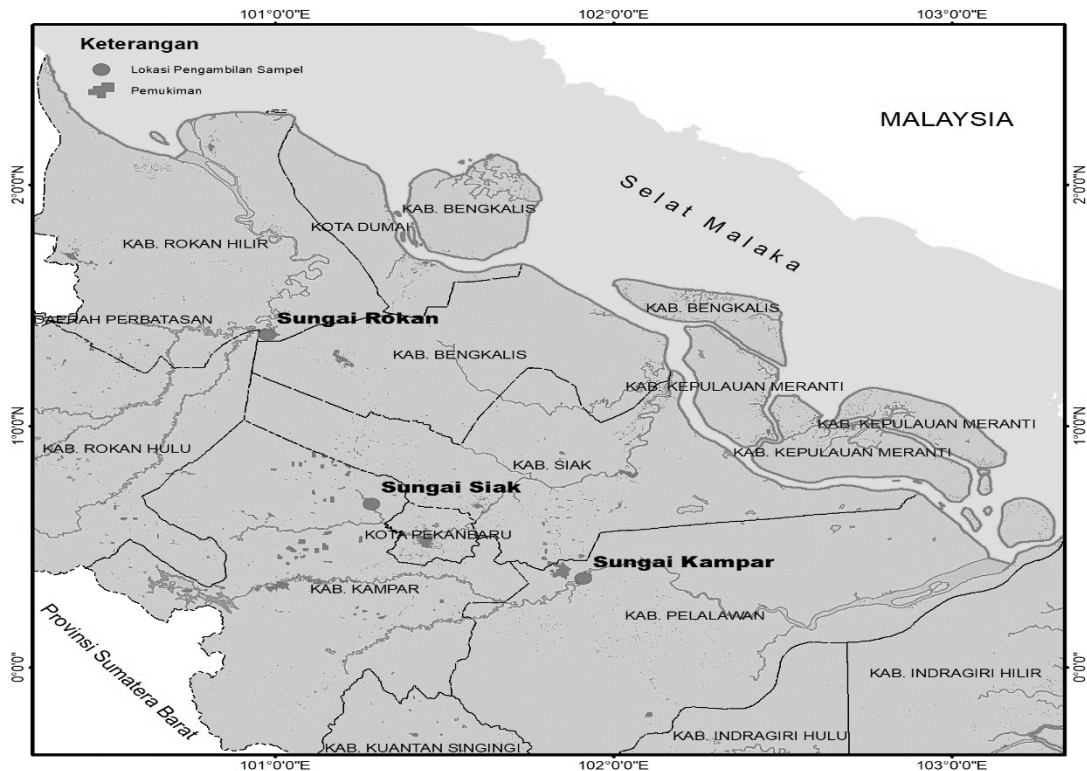 101°0'0"E 102°0'0"E 103°0'0"E
Keterangan
Lokasi Pengambilan Sampel
Pemukiman
MALAYSIA
2°0'0"N 2°0'0"N
Selat Malaka
KAB. BENGKALIS
KOTA DUMAI
KAB. ROKAN HILIR
KAB. BENGKALIS
DAERAH PERBATASAN
Sungai Rokan
KAB. BENGKALIS
KAB. KEPULAUAN MERANTI
1°0'0"N 1°0'0"N
KAB. KEPULAUAN MERANTI
KAB. ROKAN HULU
KAB. KEPULAUAN MERANTI
KAB. SIAK
Sungai Siak
KOTA PEKANBARU
Sungai Kampar
KAB. KAMPAR
KAB. PELALAWAN
Provinsi Sumatera Barat
0°0'0" 0°0'0"
KAB. INDRAGIRI HILIR
KAB. INDRAGIRI HULU
KAB. KUANTAN SINGINGI
101°0'0"E 102°0'0"E 103°0'0"E